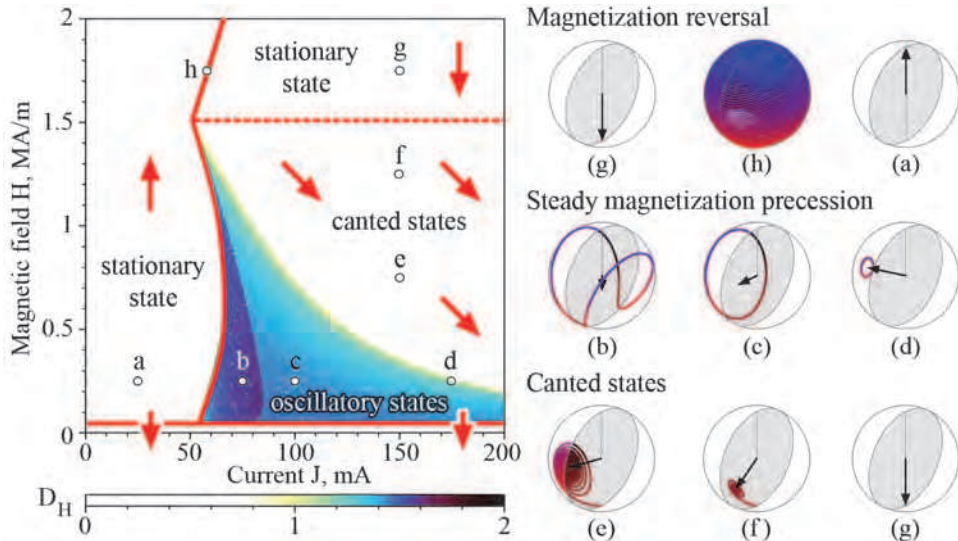 Magnetic field H, MA/m
2
1.5
1
0.5
0
0
50
100
150
200
Current J, mA
stationary
state
g
h
f
canted states
e
stationary
state
a
b
c
d
oscillatory states
D_H
0
1
2
Magnetization reversal
(g)
(h)
(a)
Steady magnetization precession
(b)
(c)
(d)
Canted states
(e)
(f)
(g)